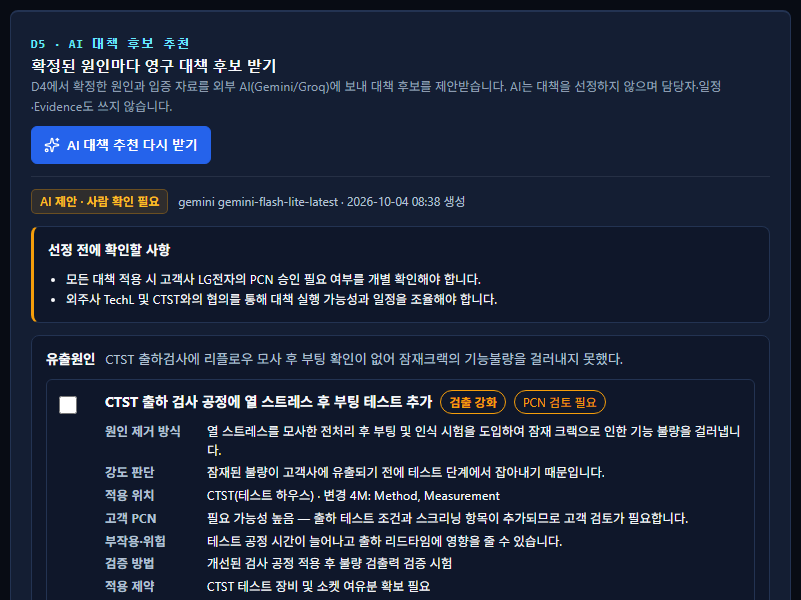 D5 · AI 대책 후보 추천
확정된 원인마다 영구 대책 후보 받기
D4에서 확정한 원인과 입증 자료를 외부 AI(Gemini/Groq)에 보내 대책 후보를 제안받습니다. AI는 대책을 선정하지 않으며 담당자·일정
·Evidence도 쓰지 않습니다.
AI 대책 추천 다시 받기
AI 제안 · 사람 확인 필요 gemini gemini-flash-lite-latest · 2026-10-04 08:38 생성
선정 전에 확인할 사항
• 모든 대책 적용 시 고객사 LG전자의 PCN 승인 필요 여부를 개별 확인해야 합니다.
• 외주사 TechL 및 CTST와의 협의를 통해 대책 실행 가능성과 일정을 조율해야 합니다.
유출원인 CTST 출하검사에 리플로우 모사 후 부팅 확인이 없어 잠재크랙의 기능불량을 걸러내지 못했다.
CTST 출하 검사 공정에 열 스트레스 후 부팅 테스트 추가 검출 강화 PCN 검토 필요
원인 제거 방식 열 스트레스를 모사한 전처리 후 부팅 및 인식 시험을 도입하여 잠재 크랙으로 인한 기능 불량을 걸러냅니
다.
강도 판단 잠재된 불량이 고객사에 유출되기 전에 테스트 단계에서 잡아내기 때문입니다.
적용 위치 CTST(테스트 하우스) · 변경 4M: Method, Measurement
고객 PCN 필요 가능성 높음 — 출하 테스트 조건과 스크리닝 항목이 추가되므로 고객 검토가 필요합니다.
부작용·위험 테스트 공정 시간이 늘어나고 출하 리드타임에 영향을 줄 수 있습니다.
검증 방법 개선된 검사 공정 적용 후 불량 검출력 검증 시험
적용 제약 CTST 테스트 장비 및 소켓 여유분 확보 필요